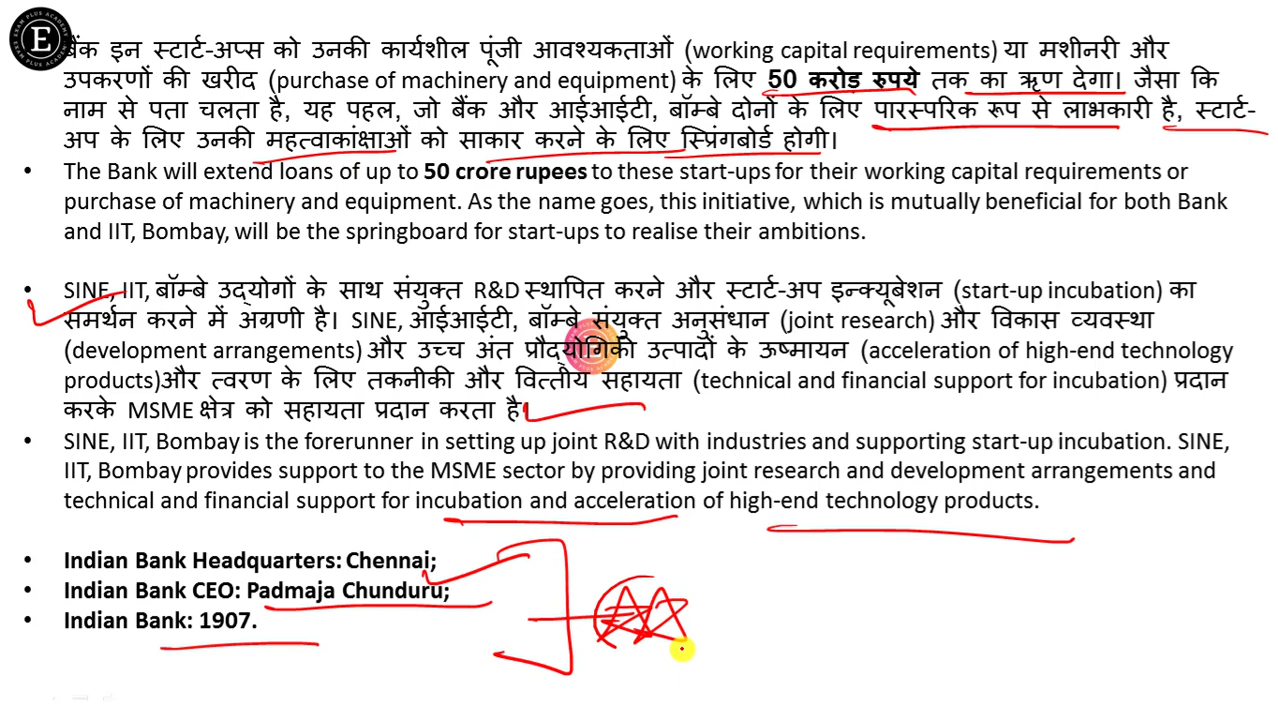 EXAM PLUS ACADEMY
E
बैंक इन स्टार्ट-अप्स को उनकी कार्यशील पूंजी आवश्यकताओं (working capital requirements) या मशीनरी और
उपकरणों की खरीद (purchase of machinery and equipment) के लिए 50 करोड़ रुपये तक का ऋण देगा। जैसा कि
नाम से पता चलता है, यह पहल, जो बैंक और आईआईटी, बॉम्बे दोनों के लिए पारस्परिक रूप से लाभकारी है, स्टार्ट-
अप के लिए उनकी महत्वाकांक्षाओं को साकार करने के लिए स्प्रिंगबोर्ड होगी।
• The Bank will extend loans of up to 50 crore rupees to these start-ups for their working capital requirements or
purchase of machinery and equipment. As the name goes, this initiative, which is mutually beneficial for both Bank
and IIT, Bombay, will be the springboard for start-ups to realise their ambitions.
• SINE, IIT, बॉम्बे उद्योगों के साथ संयुक्त R&D स्थापित करने और स्टार्ट-अप इन्क्यूबेशन (start-up incubation) का
समर्थन करने में अग्रणी है। SINE, आईआईटी, बॉम्बे संयुक्त अनुसंधान (joint research) और विकास व्यवस्था
(development arrangements) और उच्च अंत प्रौद्योगिकी उत्पादों के ऊष्मायन (acceleration of high-end technology
products)और त्वरण के लिए तकनीकी और वित्तीय सहायता (technical and financial support for incubation) प्रदान
करके MSME क्षेत्र को सहायता प्रदान करता है।
• SINE, IIT, Bombay is the forerunner in setting up joint R&D with industries and supporting start-up incubation. SINE,
IIT, Bombay provides support to the MSME sector by providing joint research and development arrangements and
technical and financial support for incubation and acceleration of high-end technology products.
• Indian Bank Headquarters: Chennai;
• Indian Bank CEO: Padmaja Chunduru;
• Indian Bank: 1907.